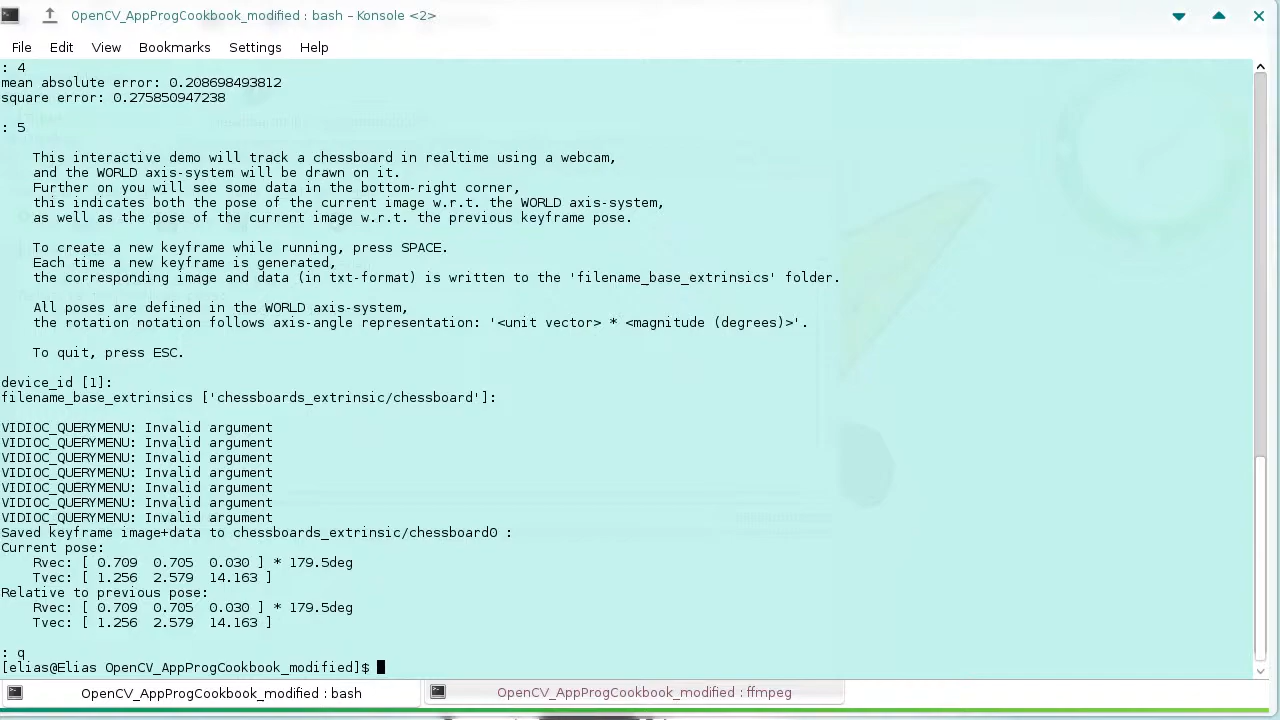 OpenCV_AppProgCookbook_modified : bash – Konsole <2>
File Edit View Bookmarks Settings Help
: 4
mean absolute error: 0.208698493812
square error: 0.275850947238
: 5
This interactive demo will track a chessboard in realtime using a webcam,
and the WORLD axis-system will be drawn on it.
Further on you will see some data in the bottom-right corner,
this indicates both the pose of the current image w.r.t. the WORLD axis-system,
as well as the pose of the current image w.r.t. the previous keyframe pose.
To create a new keyframe while running, press SPACE.
Each time a new keyframe is generated,
the corresponding image and data (in txt-format) is written to the 'filename_base_extrinsics' folder.
All poses are defined in the WORLD axis-system,
the rotation notation follows axis-angle representation: '<unit vector> * <magnitude (degrees)>'.
To quit, press ESC.
device_id [1]:
filename_base_extrinsics ['chessboards_extrinsic/chessboard']:
VIDIOC_QUERYMENU: Invalid argument
VIDIOC_QUERYMENU: Invalid argument
VIDIOC_QUERYMENU: Invalid argument
VIDIOC_QUERYMENU: Invalid argument
VIDIOC_QUERYMENU: Invalid argument
VIDIOC_QUERYMENU: Invalid argument
VIDIOC_QUERYMENU: Invalid argument
Saved keyframe image+data to chessboards_extrinsic/chessboard0 :
Current pose:
Rvec: [ 0.709 0.705 0.030 ] * 179.5deg
Tvec: [ 1.256 2.579 14.163 ]
Relative to previous pose:
Rvec: [ 0.709 0.705 0.030 ] * 179.5deg
Tvec: [ 1.256 2.579 14.163 ]
: q
[elias@Elias OpenCV_AppProgCookbook_modified]$
OpenCV_AppProgCookbook_modified : bash
OpenCV_AppProgCookbook_modified : ffmpeg